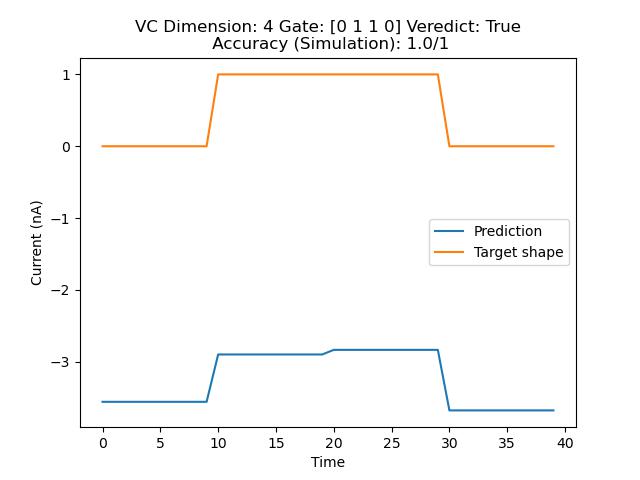 VC Dimension: 4 Gate: [0 1 1 0] Veredict: True
Accuracy (Simulation): 1.0/1
1
0
−1
−2
−3
Current (nA)
Prediction
Target shape
0 5 10 15 20 25 30 35 40
Time